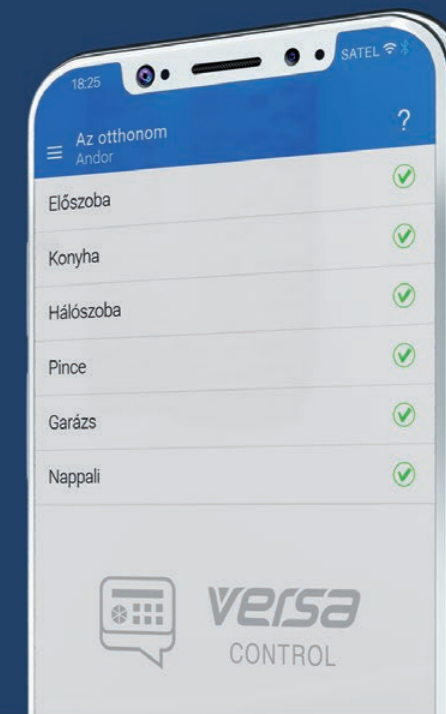 18:25
SATEL
Az otthonom
Andor
?
Előszoba
Konyha
Hálószoba
Pince
Garázs
Nappali
versa
CONTROL